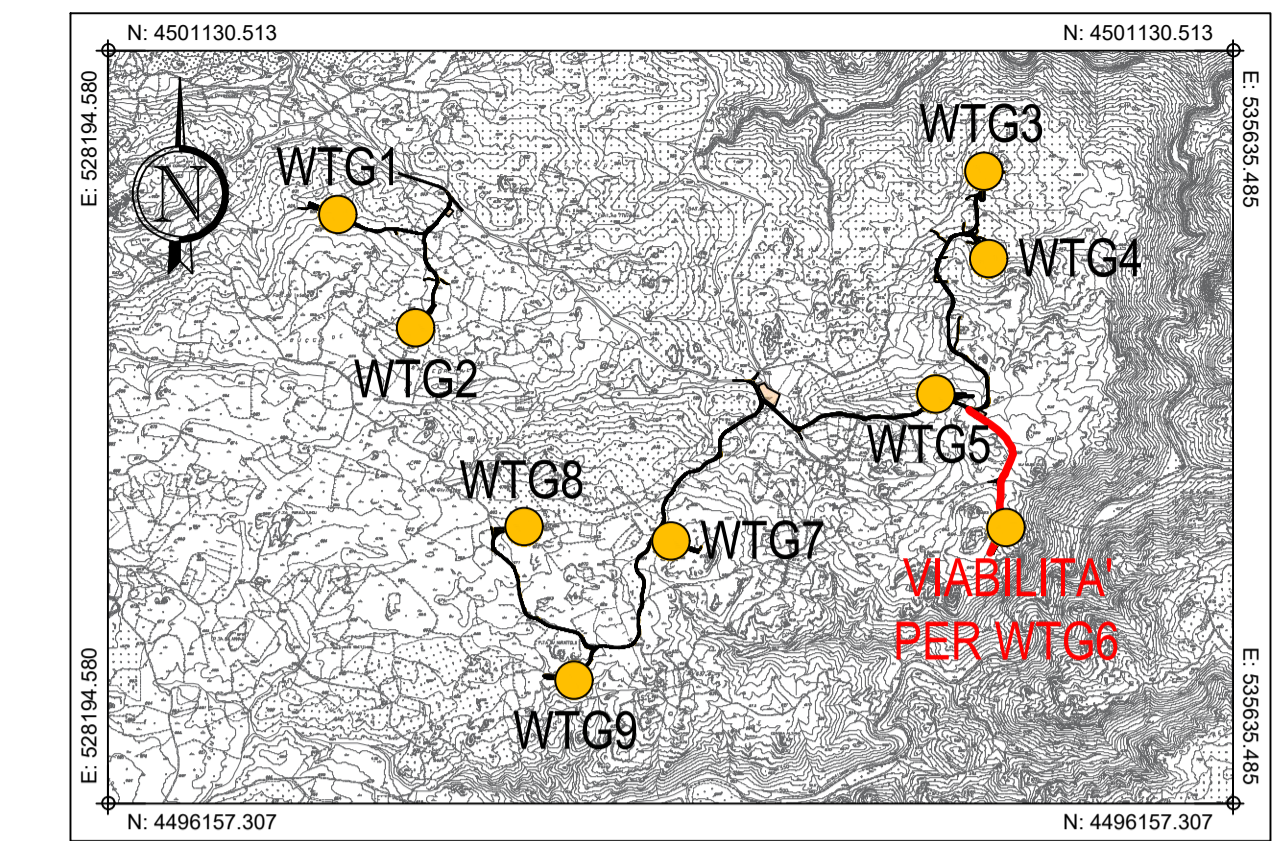 N: 4501130.513
N: 4501130.513
E: 528194.580
E: 535635.485
N
WTG1
WTG2
WTG3
WTG4
WTG5
WTG8
WTG7
VIABILITA'
PER WTG6
WTG9
E: 528194.580
E: 535635.485
N: 4496157.307
N: 4496157.307